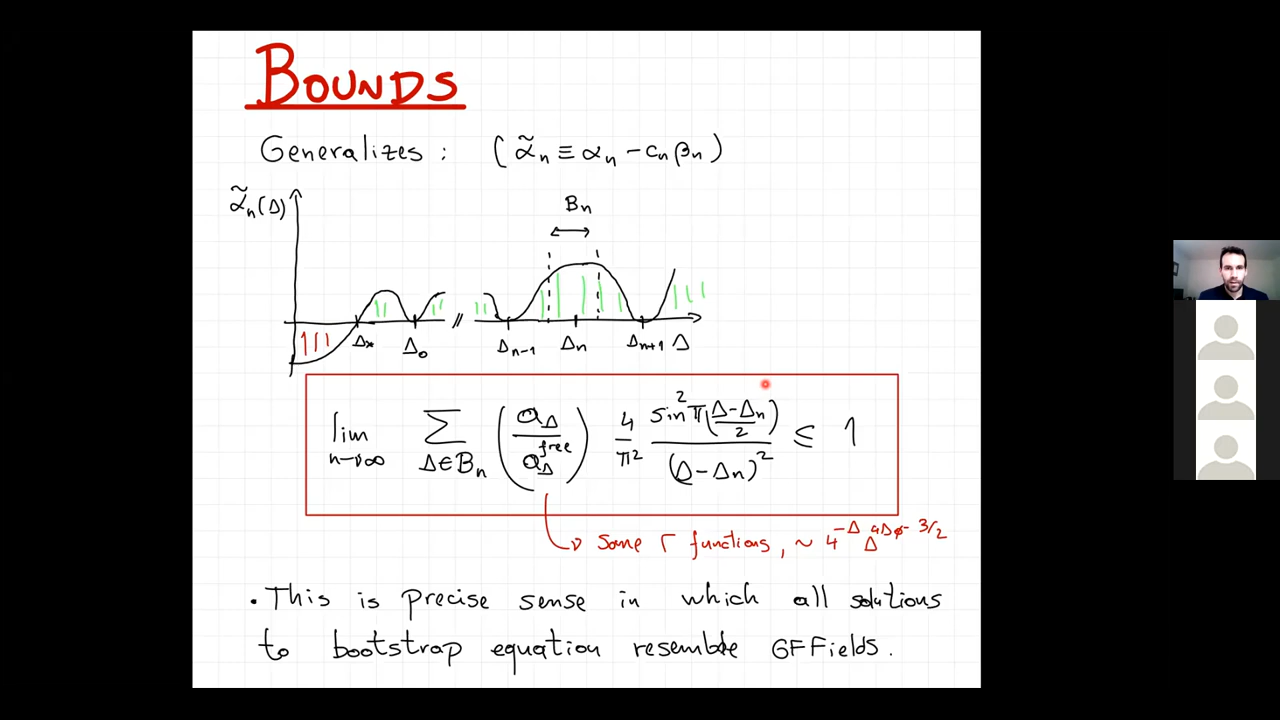 BOUNDS
Generalizes : ( α̃n ≡ αn − cn βn )
α̃n(Δ)
Bn
Δ* Δ0 // Δn-1 Δn Δn+1 Δ
lim n→∞ Σ Δ∈Bn ( aΔ / aΔ^free ) 4/π² sin² π(Δ−Δn / 2) / (Δ−Δn)² ≤ 1
→ Some Γ functions, ~ 4^-Δ Δ^4Δφ-3/2
. This is precise sense in which all solutions
to bootstrap equation resemble GFFields.